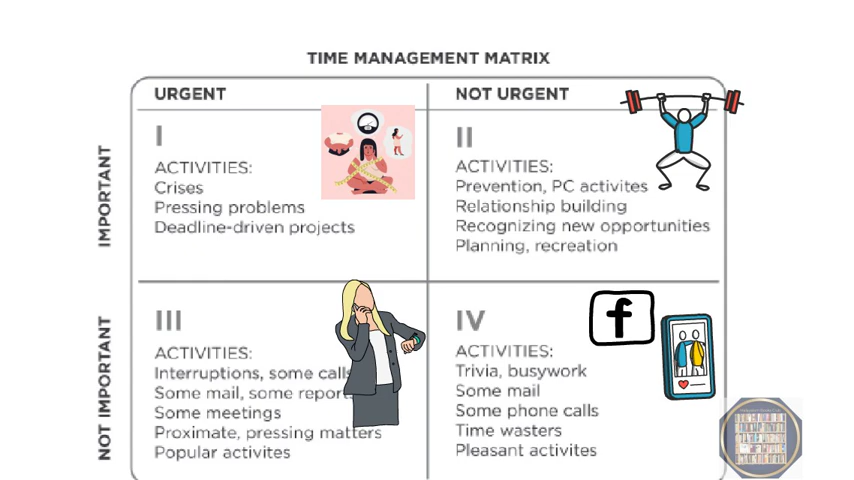 TIME MANAGEMENT MATRIX
URGENT
NOT URGENT
IMPORTANT
I
ACTIVITIES:
Crises
Pressing problems
Deadline-driven projects
II
ACTIVITIES:
Prevention, PC activites
Relationship building
Recognizing new opportunities
Planning, recreation
NOT IMPORTANT
III
ACTIVITIES:
Interruptions, some calls
Some mail, some repor
Some meetings
Proximate, pressing matters
Popular activites
IV
ACTIVITIES:
Trivia, busywork
Some mail
Some phone calls
Time wasters
Pleasant activites
f